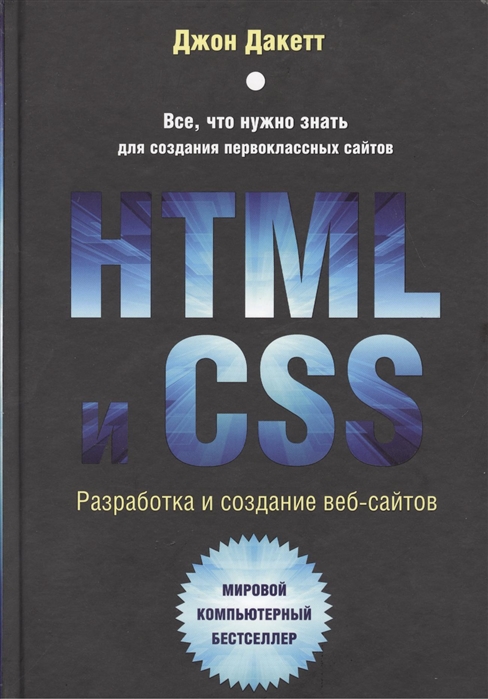 Джон Дакетт
Все, что нужно знать
для создания первоклассных сайтов
HTML
и CSS
Разработка и создание веб-сайтов
МИРОВОЙ
КОМПЬЮТЕРНЫЙ
БЕСТСЕЛЛЕР